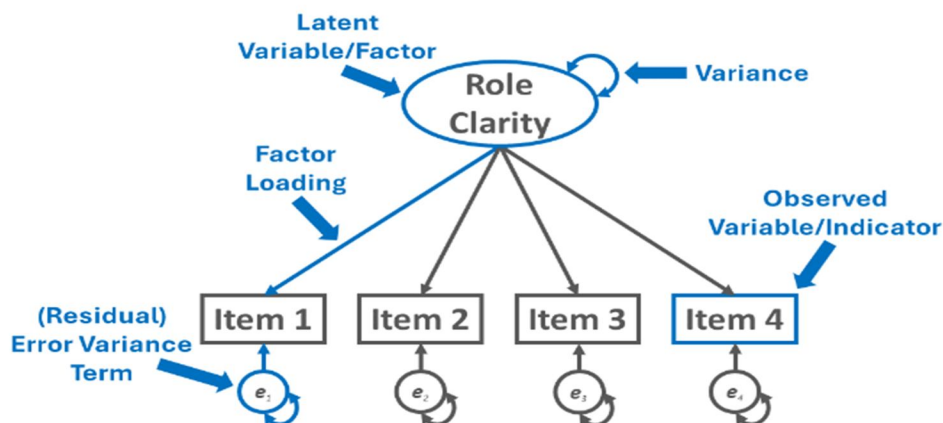 Latent
Variable/Factor
Role
Clarity
Variance
Factor
Loading
Observed
Variable/Indicator
Item 1
Item 2
Item 3
Item 4
(Residual)
Error Variance
Term
e₁
e₂
e₃
e₄